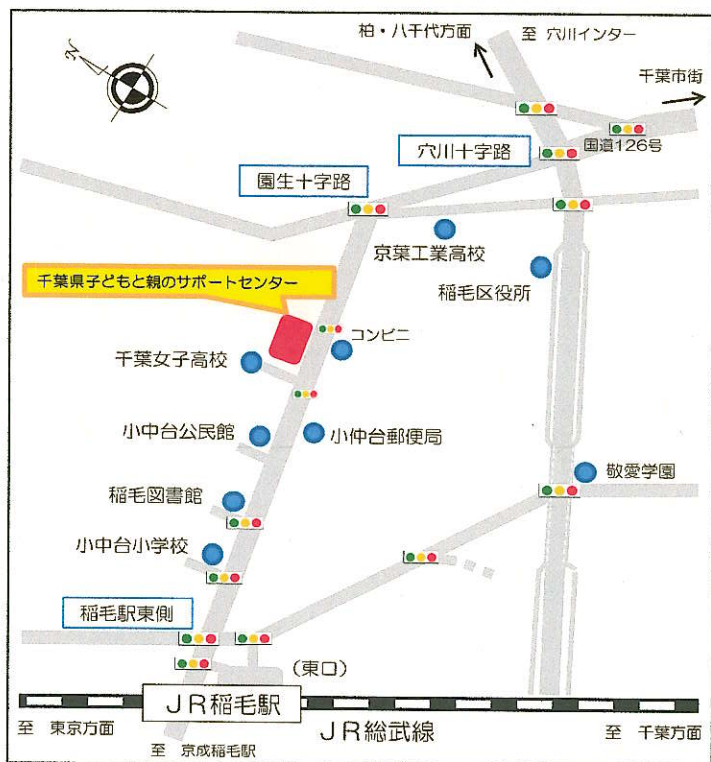 柏・八千代方面
至 穴川インター
千葉市街
国道126号
穴川十字路
園生十字路
京葉工業高校
稲毛区役所
千葉県子どもと親のサポートセンター
コンビニ
千葉女子高校
小中台公民館
小仲台郵便局
敬愛学園
稲毛図書館
小中台小学校
稲毛駅東側
(東口)
JR稲毛駅
至 東京方面
JR総武線
至 千葉方面
至 京成稲毛駅
N